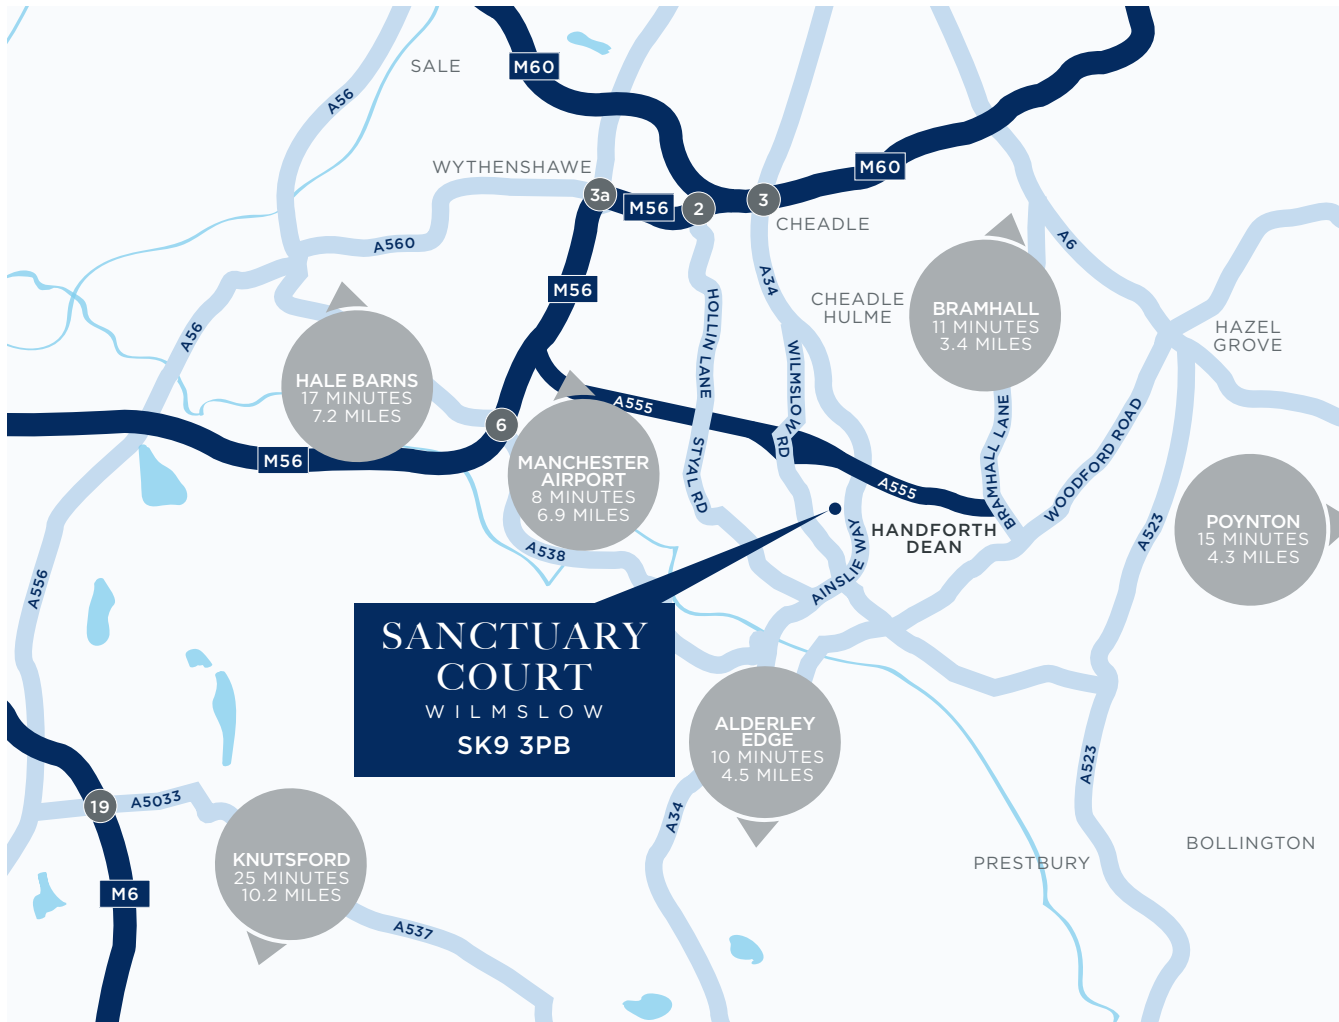 SALE
M60
A56
WYTHENSHAWE
M60
3a
M56
2
3
CHEADLE
A560
A6
A34
M56
HOLLIN LANE
CHEADLE
HULME
BRAMHALL
11 MINUTES
3.4 MILES
HAZEL
GROVE
A56
WILMSLOW RD
HALE BARNS
17 MINUTES
7.2 MILES
A555
6
BRAMHALL LANE
WOODFORD ROAD
M56
STYAL RD
MANCHESTER
AIRPORT
8 MINUTES
6.9 MILES
A555
HANDFORTH
DEAN
AINSLIE WAY
A523
POYNTON
15 MINUTES
4.3 MILES
A538
A556
SANCTUARY
COURT
WILMSLOW
SK9 3PB
ALDERLEY
EDGE
10 MINUTES
4.5 MILES
A523
19
A5033
A34
KNUTSFORD
25 MINUTES
10.2 MILES
PRESTBURY
BOLLINGTON
M6
A537